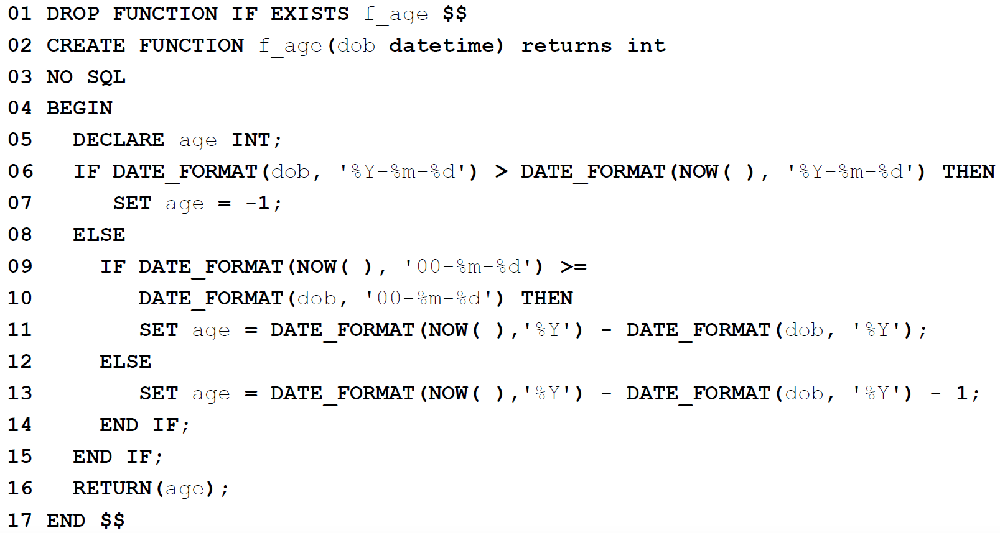 01 DROP FUNCTION IF EXISTS f_age $$
02 CREATE FUNCTION f_age(dob datetime) returns int
03 NO SQL
04 BEGIN
05   DECLARE age INT;
06   IF DATE_FORMAT(dob, '%Y-%m-%d') > DATE_FORMAT(NOW( ), '%Y-%m-%d') THEN
07      SET age = -1;
08   ELSE
09     IF DATE_FORMAT(NOW( ), '00-%m-%d') >=
10        DATE_FORMAT(dob, '00-%m-%d') THEN
11        SET age = DATE_FORMAT(NOW( ),'%Y') - DATE_FORMAT(dob, '%Y');
12     ELSE
13        SET age = DATE_FORMAT(NOW( ),'%Y') - DATE_FORMAT(dob, '%Y') - 1;
14     END IF;
15   END IF;
16   RETURN(age);
17 END $$